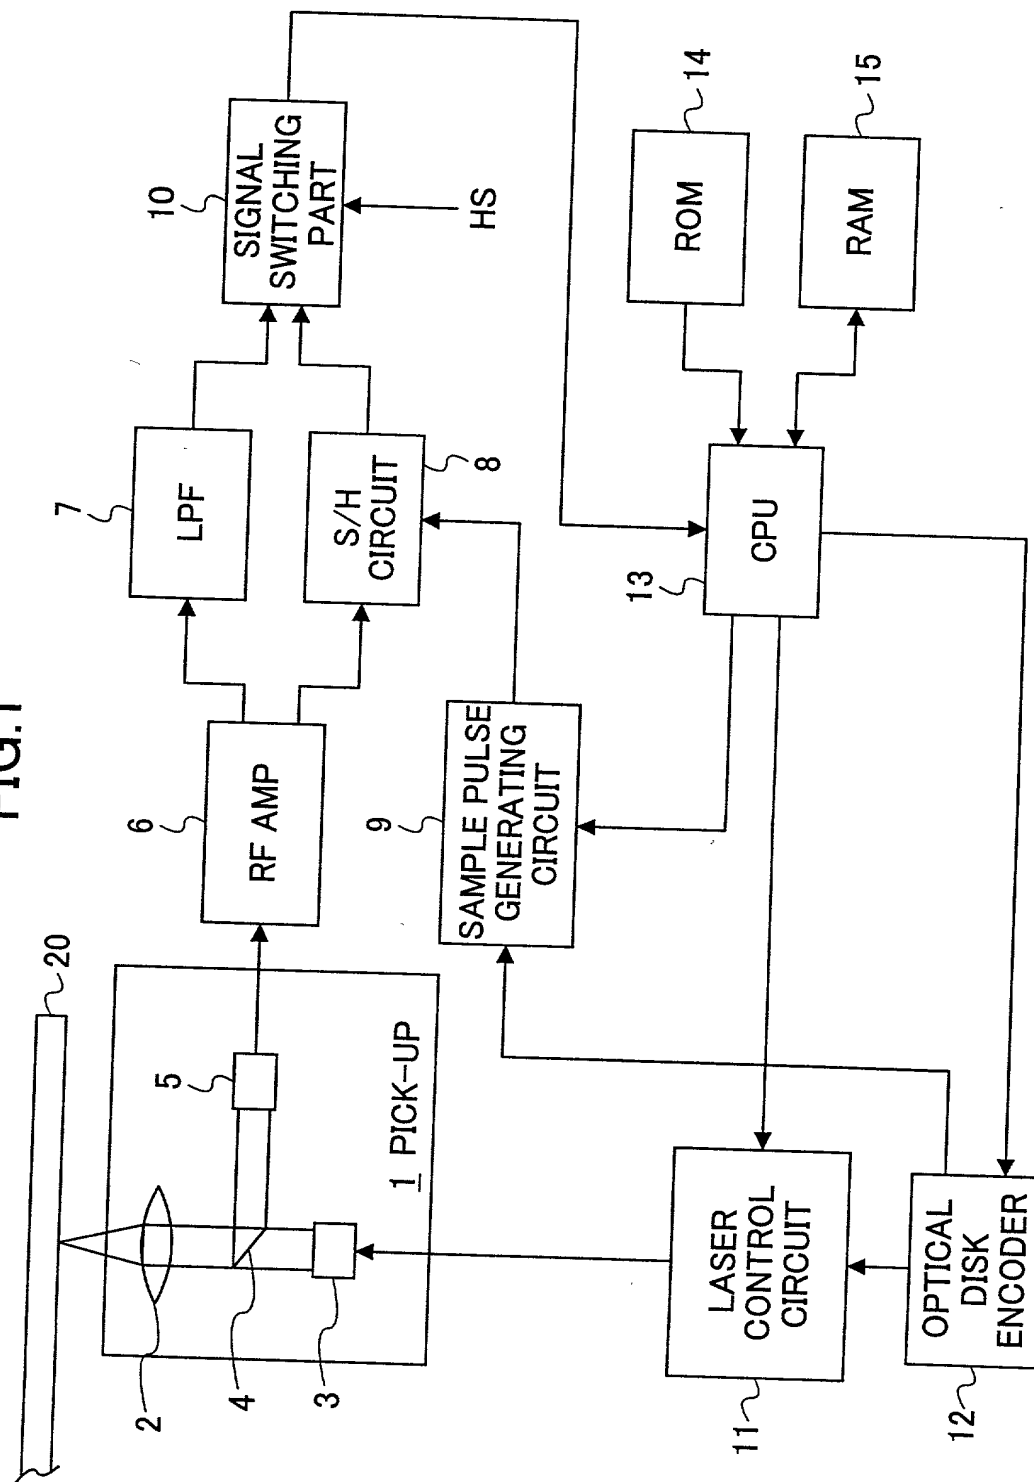 FIG.1
20
2
4
3
5
1 PICK-UP
6
RF AMP
7
LPF
S/H
CIRCUIT
8
10
SIGNAL
SWITCHING
PART
HS
9
SAMPLE PULSE
GENERATING
CIRCUIT
11
LASER
CONTROL
CIRCUIT
12
OPTICAL
DISK
ENCODER
13
CPU
14
ROM
15
RAM